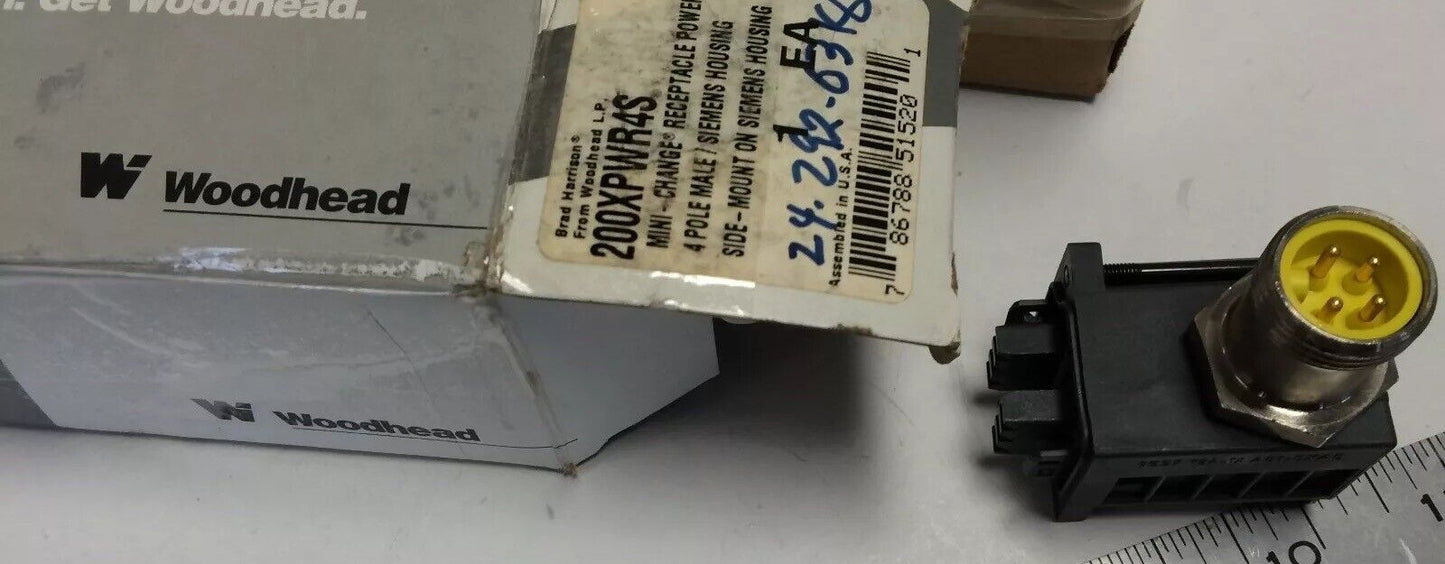 Get Woodhead.
W Woodhead
W Woodhead
Brad Harrison®
From Woodhead L.P.
200XPWR4S
MINI-CHANGE® RECEPTACLE POWER
4 POLE MALE / SIEMENS HOUSING
SIDE-MOUNT ON SIEMENS HOUSING
1 EA
24.292-0348
Assembled in U.S.A.
7 86788 51520 1
10